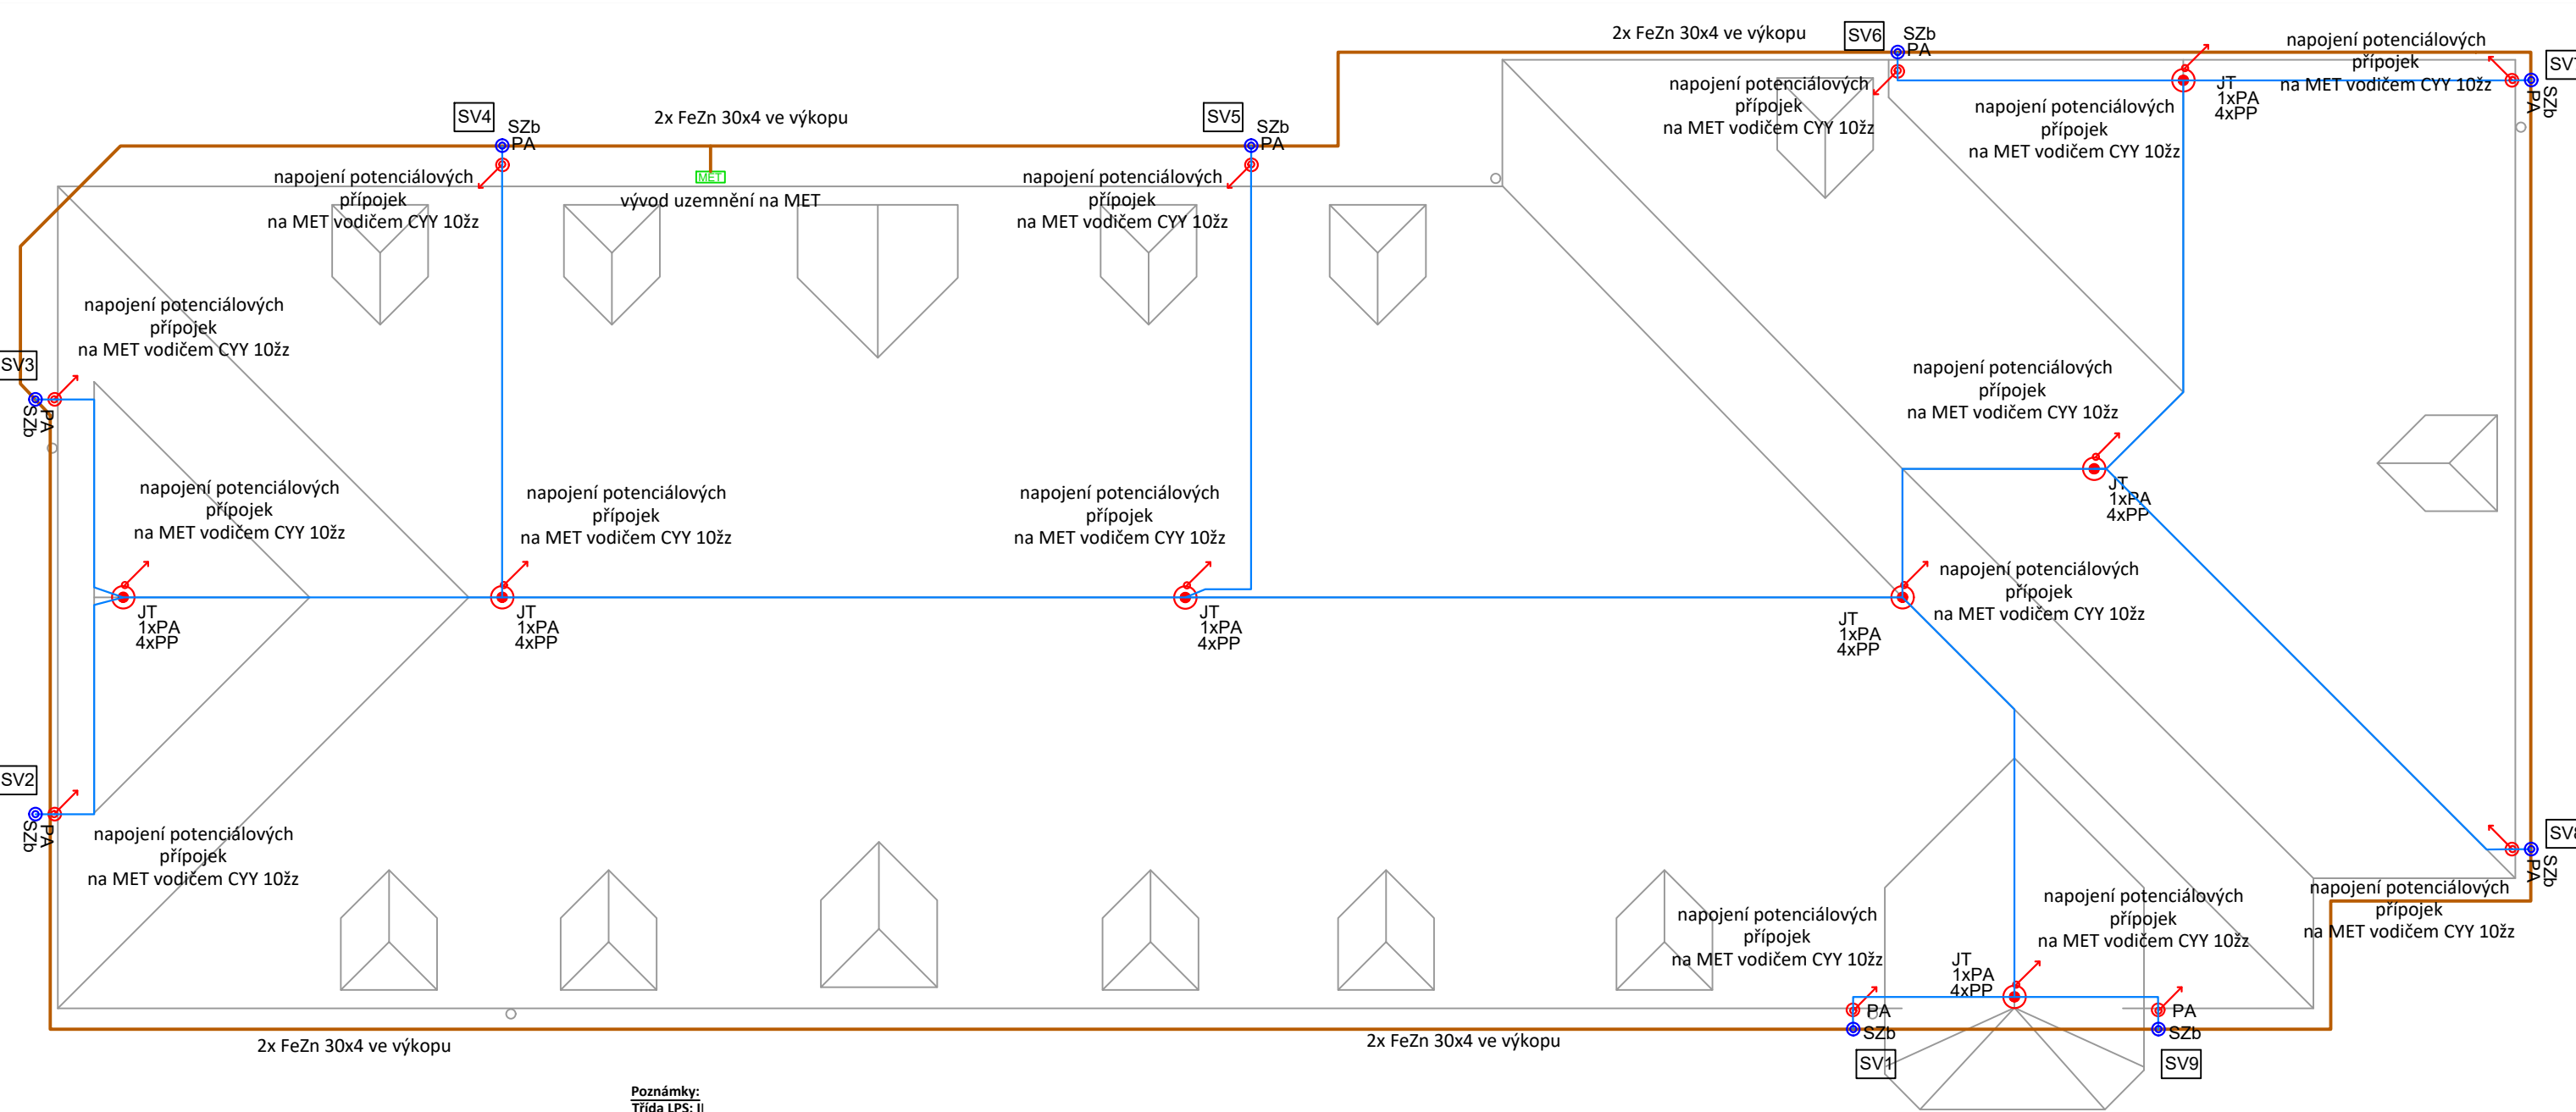 2x FeZn 30x4 ve výkopu
SV6
SZb
PA
napojení potenciálových
přípojek
na MET vodičem CYY 10žz
SZb
PA
napojení potenciálových
přípojek
na MET vodičem CYY 10žz
JT
1xPA
4xPP
napojení potenciálových
přípojek
na MET vodičem CYY 10žz
SV4
SZb
PA
2x FeZn 30x4 ve výkopu
SV5
SZb
PA
napojení potenciálových
přípojek
na MET vodičem CYY 10žz
MET
vývod uzemnění na MET
napojení potenciálových
přípojek
na MET vodičem CYY 10žz
napojení potenciálových
přípojek
na MET vodičem CYY 10žz
SV3
SZb
PA
napojení potenciálových
přípojek
na MET vodičem CYY 10žz
JT
1xPA
4xPP
napojení potenciálových
přípojek
na MET vodičem CYY 10žz
JT
1xPA
4xPP
napojení potenciálových
přípojek
na MET vodičem CYY 10žz
JT
1xPA
4xPP
napojení potenciálových
přípojek
na MET vodičem CYY 10žz
JT
1xPA
4xPP
napojení potenciálových
přípojek
na MET vodičem CYY 10žz
JT
1xPA
4xPP
SV2
SZb
PA
napojení potenciálových
přípojek
na MET vodičem CYY 10žz
SZb
PA
napojení potenciálových
přípojek
na MET vodičem CYY 10žz
napojení potenciálových
přípojek
na MET vodičem CYY 10žz
napojení potenciálových
přípojek
na MET vodičem CYY 10žz
JT
1xPA
4xPP
PA
SZb
SV1
PA
SZb
SV9
2x FeZn 30x4 ve výkopu
2x FeZn 30x4 ve výkopu
Poznámky:
Třída LPS: II